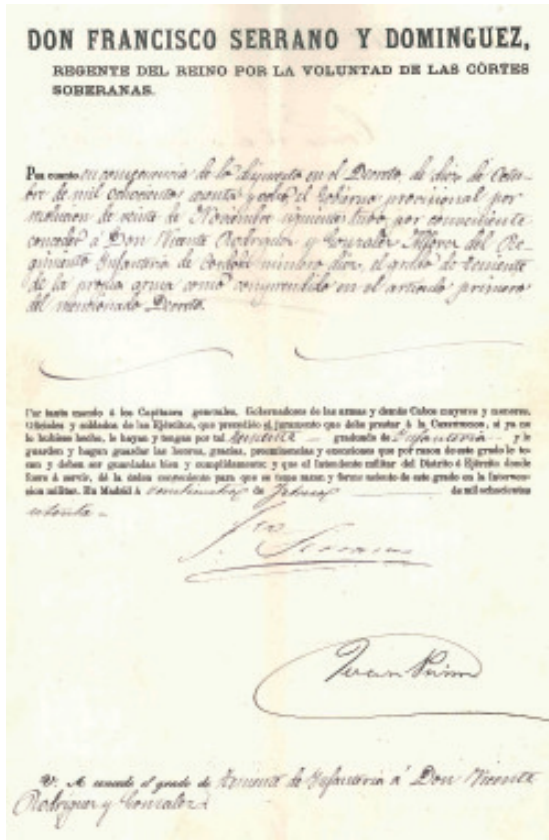 DON FRANCISCO SERRANO Y DOMINGUEZ,
REGENTE DEL REINO POR LA VOLUNTAD DE LAS CÓRTES
SOBERANAS.
Por cuanto en consecuencia de lo dispuesto en el Decreto de diez de Octu-
bre de mil ochocientos sesenta y ocho, el Gobierno provisional por
resolucion de veinte de Noviembre siguiente tuvo por conveniente
conceder á Don Vicente Rodriguez y Gonzalez Alferez del Re-
gimiento Infanteria de Córdoba número diez, el grado de Teniente
de la propia arma como comprendido en el artículo primero
del mencionado Decreto.
Por tanto mando á los Capitanes generales, Gobernadores de las armas y demás Cabos mayores y menores,
Oficiales y soldados de los Ejércitos, que precedido el juramento que debe prestar á la Constitucion, si ya no
lo hubiese hecho, le hayan y tengan por tal Teniente graduado de Infanteria y le
guarden y hagan guardar las honras, gracias, preeminencias y exenciones que por razon de este grado le to-
can y deben ser guardadas bien y cumplidamente; y que el Intendente militar del Distrito ó Ejército donde
fuere á servir, dé la órden conveniente para que se tome razon y forme asiento de este grado en la Interven-
cion militar. En Madrid á de de mil ochocientos
setenta
F.co Serrano
Juan Prim
V. A. concede el grado de Teniente de Infanteria á Don Vicente
Rodriguez y Gonzalez